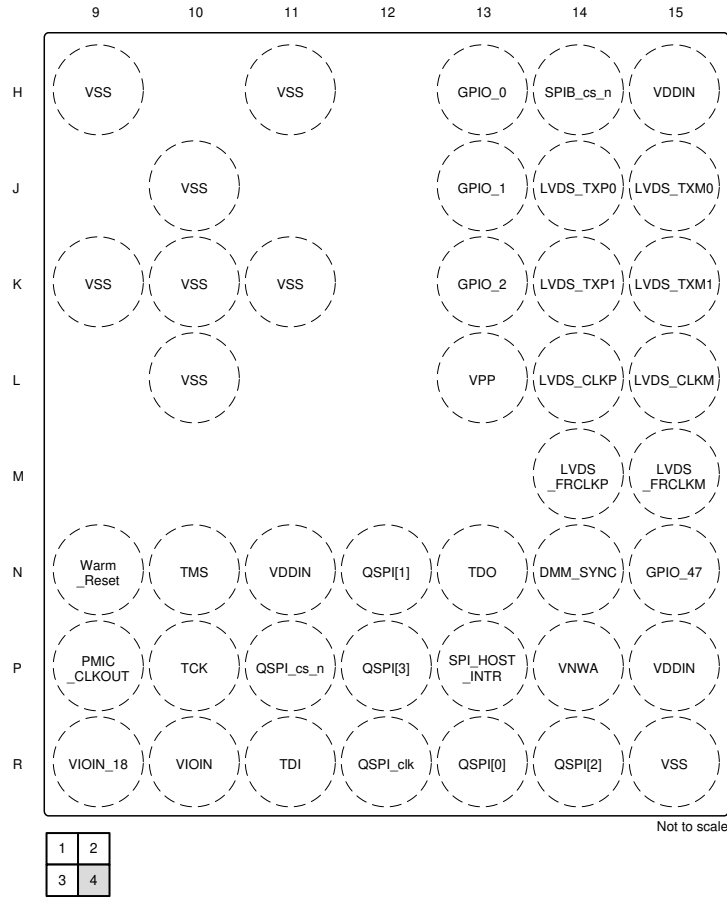 9 10 11 12 13 14 15
H VSS VSS GPIO_0 SPIB_cs_n VDDIN
J VSS GPIO_1 LVDS_TXP0 LVDS_TXM0
K VSS VSS VSS GPIO_2 LVDS_TXP1 LVDS_TXM1
L VSS VPP LVDS_CLKP LVDS_CLKM
M LVDS
_FRCLKP LVDS
_FRCLKM
N Warm
_Reset TMS VDDIN QSPI[1] TDO DMM_SYNC GPIO_47
P PMIC
_CLKOUT TCK QSPI_cs_n QSPI[3] SPI_HOST
_INTR VNWA VDDIN
R VIOIN_18 VIOIN TDI QSPI_clk QSPI[0] QSPI[2] VSS
Not to scale
1 2
3 4